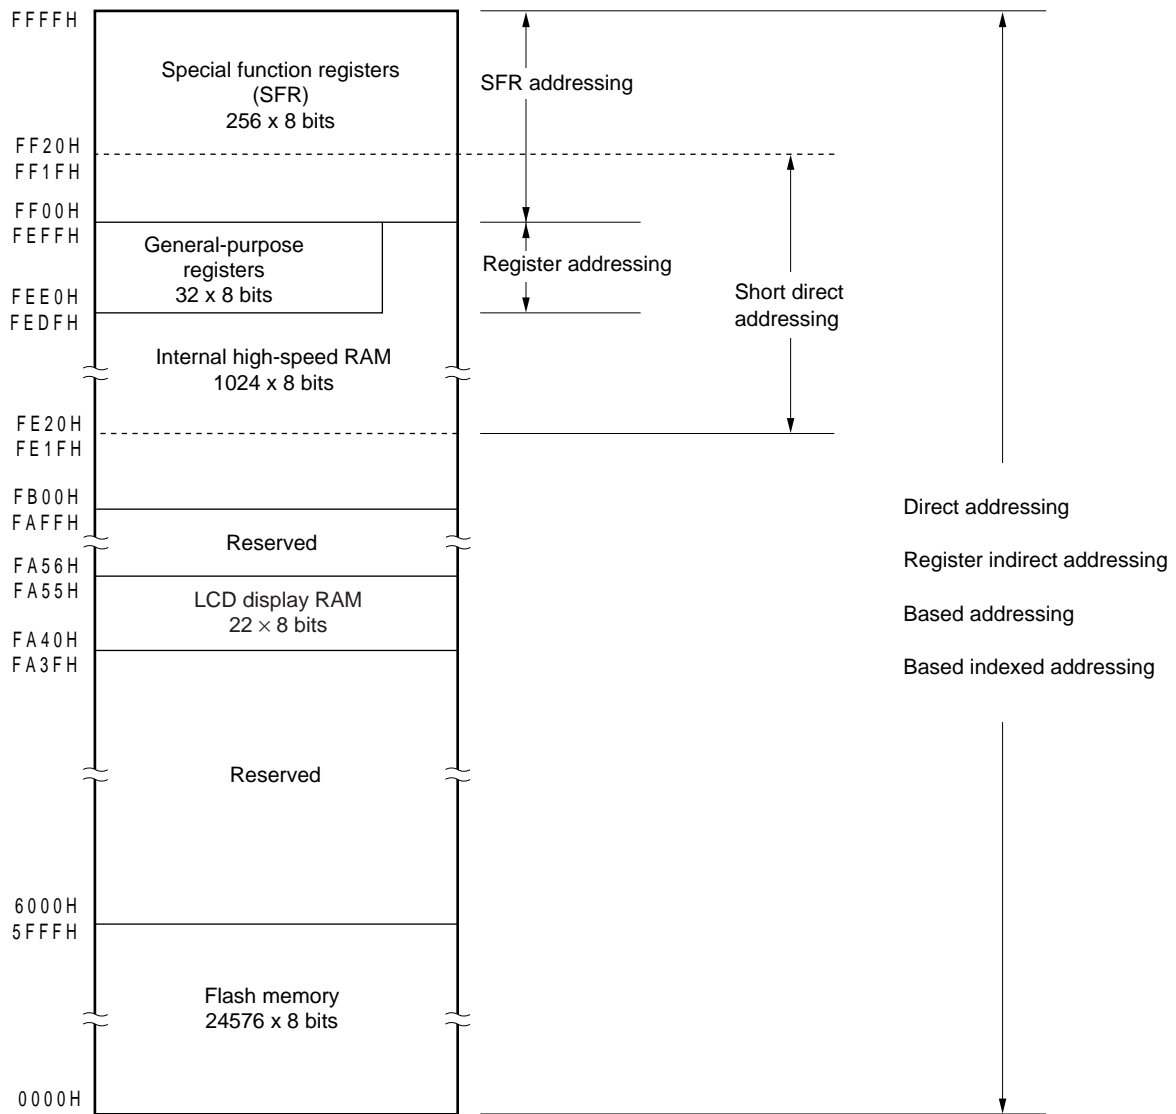 FFFFH
Special function registers
(SFR)
256 x 8 bits
SFR addressing
FF20H
FF1FH
FF00H
FEFFH
General-purpose
registers
32 x 8 bits
Register addressing
Short direct
addressing
FEE0H
FEDFH
Internal high-speed RAM
1024 x 8 bits
FE20H
FE1FH
FB00H
FAFFH
Reserved
Direct addressing
Register indirect addressing
Based addressing
Based indexed addressing
FA56H
FA55H
LCD display RAM
22 × 8 bits
FA40H
FA3FH
Reserved
6000H
5FFFH
Flash memory
24576 x 8 bits
0000H